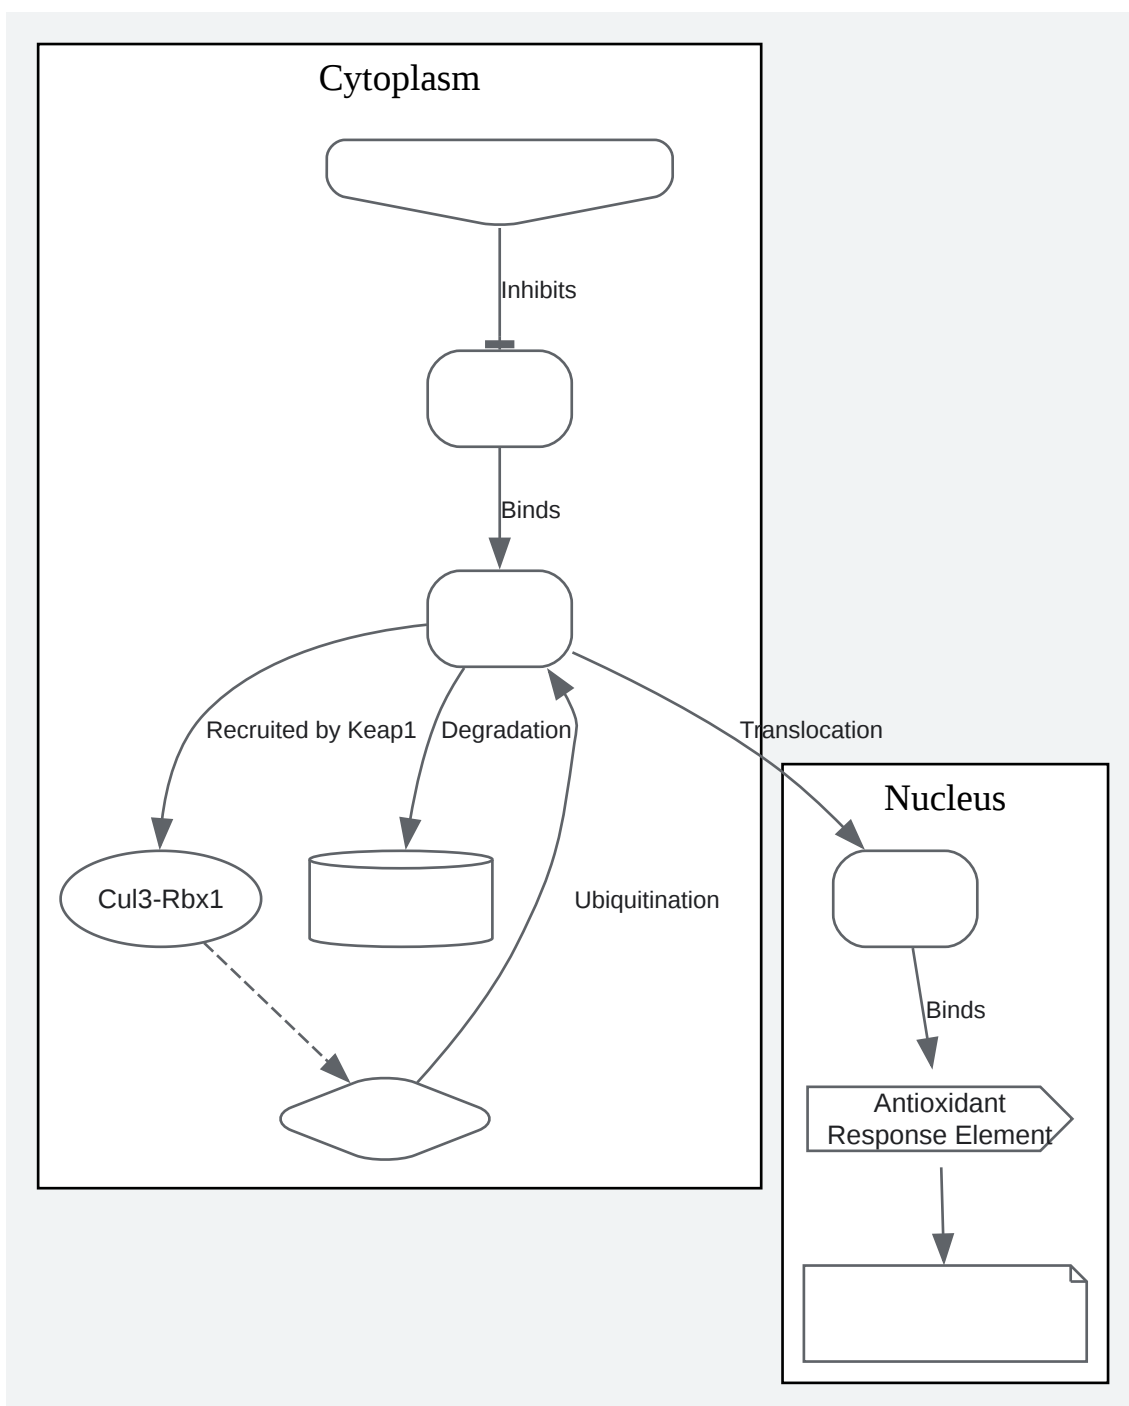 Cytoplasm
Inhibits
Binds
Recruited by Keap1
Degradation
Translocation
Nucleus
Cul3-Rbx1
Ubiquitination
Binds
Antioxidant
Response Element